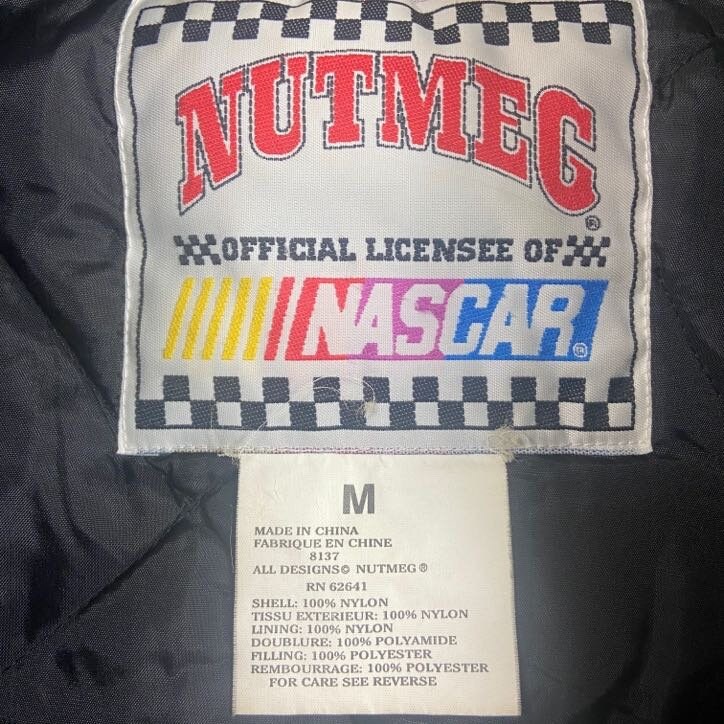 NUTMEG®
OFFICIAL LICENSEE OF
NASCAR®
M
MADE IN CHINA
FABRIQUE EN CHINE
8137
ALL DESIGNS© NUTMEG®
RN 62641
SHELL: 100% NYLON
TISSU EXTERIEUR: 100% NYLON
LINING: 100% NYLON
DOUBLURE: 100% POLYAMIDE
FILLING: 100% POLYESTER
REMBOURRAGE: 100% POLYESTER
FOR CARE SEE REVERSE